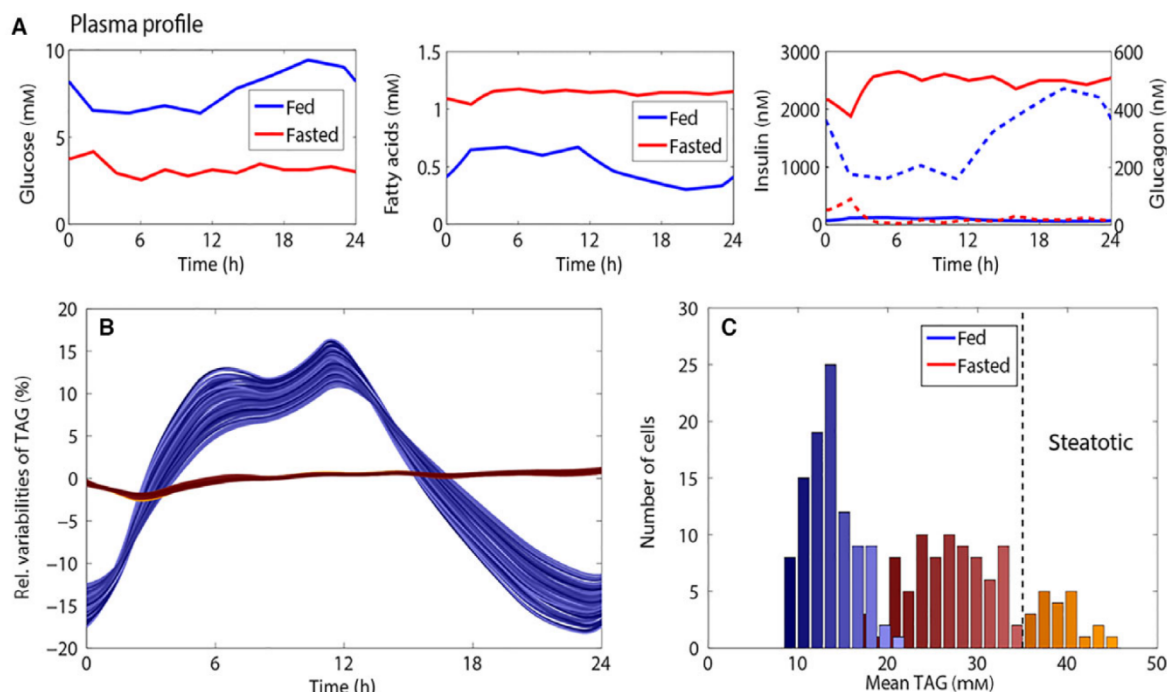 A Plasma profile
10
5
0
Glucose (mM)
Fed
Fasted
0 6 12 18 24
Time (h)
1.5
1
0.5
0
Fatty acids (mM)
Fed
Fasted
0 6 12 18 24
Time (h)
3000
2000
1000
0
Insulin (nM)
600
400
200
0
Glucagon (nM)
0 6 12 18 24
Time (h)
B
20
15
10
5
0
−5
−10
−15
−20
Rel. variabilities of TAG (%)
0 12 24
Time (h)
C
30
25
20
15
10
5
0
Number of cells
Fed
Fasted
Steatotic
0 10 20 30 40 50
Mean TAG (mM)